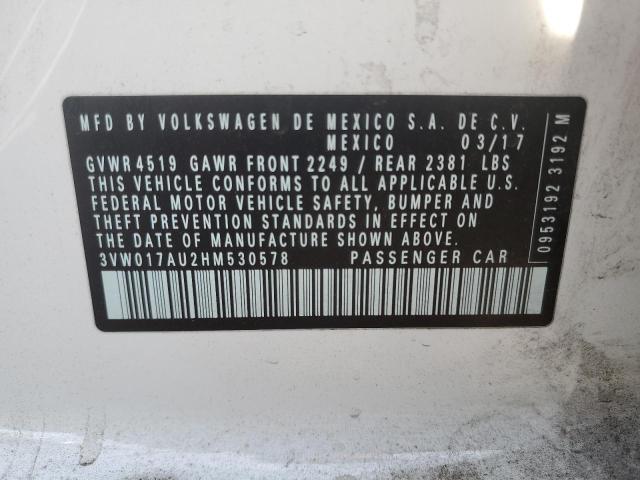 MFD BY VOLKSWAGEN DE MEXICO S.A. DE C.V.
MEXICO 03/17
GVWR 4519 GAWR FRONT 2249 / REAR 2381 LBS
THIS VEHICLE CONFORMS TO ALL APPLICABLE U.S.
FEDERAL MOTOR VEHICLE SAFETY, BUMPER AND
THEFT PREVENTION STANDARDS IN EFFECT ON
THE DATE OF MANUFACTURE SHOWN ABOVE.
3VW017AU2HM530578 PASSENGER CAR
0953192 3192 M